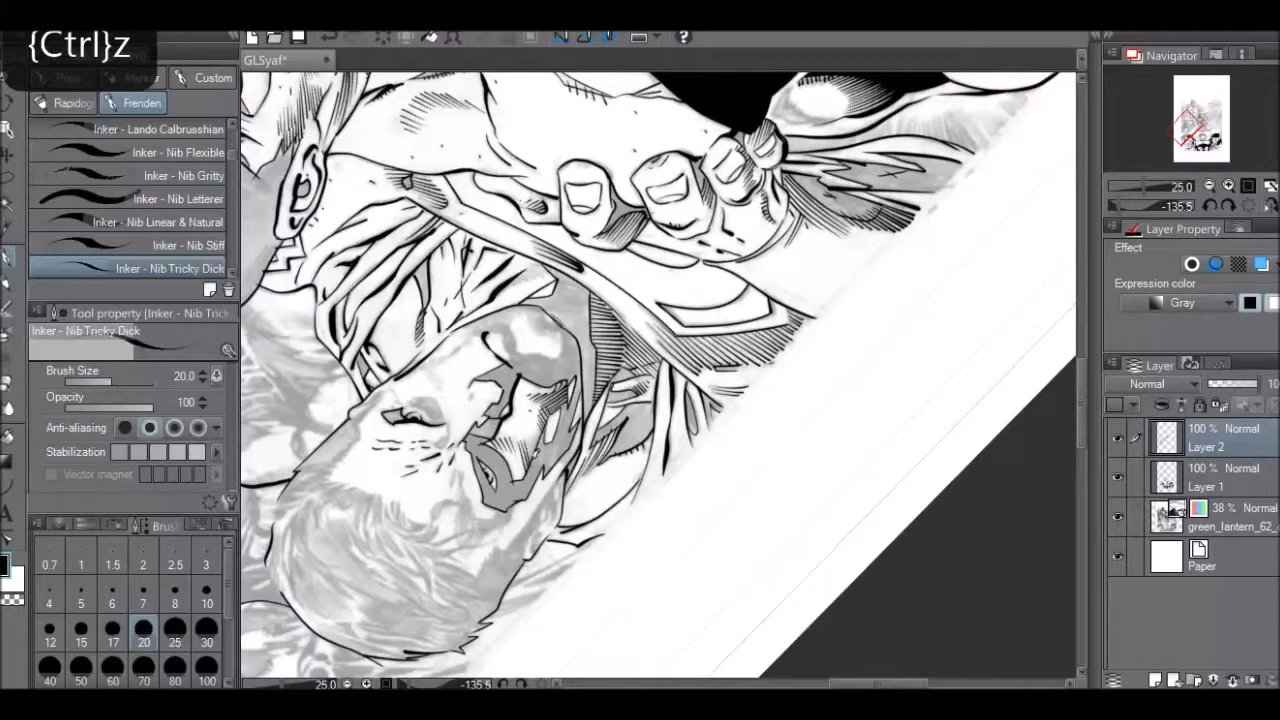 {Ctrl}z
GLSyaf*
Navigator
Marker
Custom
Rapidog
Frenden
Inker - Lando Calbrusshian
Inker - Nib Flexible
Inker - Nib Gritty
Inker - Nib Letterer
Inker - Nib Linear & Natural
Inker - Nib Stiff
Inker - Nib Tricky Dick
Tool property [Inker - Nib Trick
Inker - Nib Tricky Dick
Brush Size
20.0
Opacity
100
Anti-aliasing
Stabilization
Vector magnet
Brus
0.7 1 1.5 2 2.5 3
4 5 6 7 8 10
12 15 17 20 25 30
40 50 60 70 80 100
25.0
-135.5
25.0
-135.5
Layer Property
Effect
Expression color
Gray
Layer
Normal
10
100 % Normal
Layer 2
100 % Normal
Layer 1
38 % Normal
green_lantern_62_
Paper